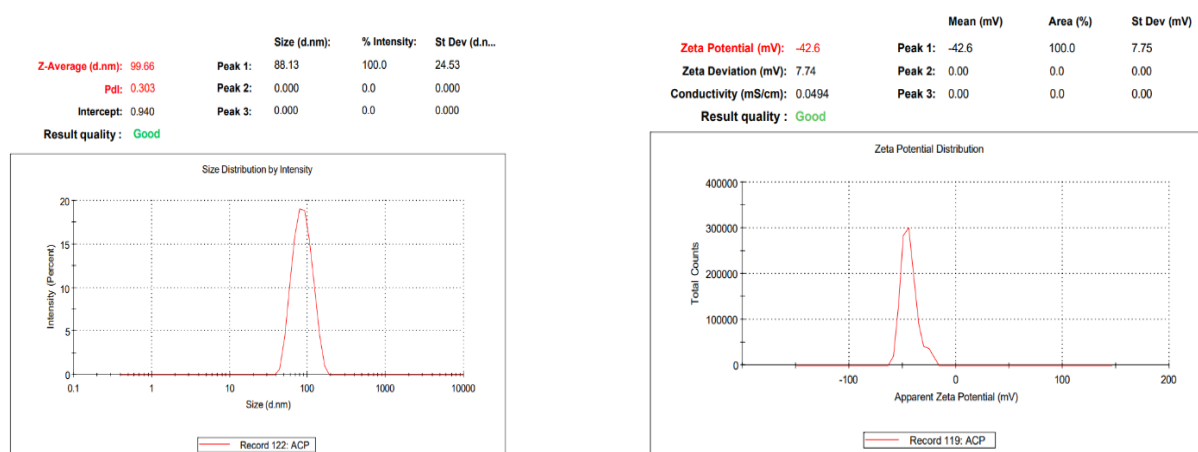 Size (d.nm): % Intensity: St Dev (d.n...
Z-Average (d.nm): 99.66 Peak 1: 88.13 100.0 24.53
PdI: 0.303 Peak 2: 0.000 0.0 0.000
Intercept: 0.940 Peak 3: 0.000 0.0 0.000
Result quality : Good
Size Distribution by Intensity
Intensity (Percent)
20
15
10
5
0
0.1 1 10 100 1000 10000
Size (d.nm)
Record 122: ACP
Mean (mV) Area (%) St Dev (mV)
Zeta Potential (mV): -42.6 Peak 1: -42.6 100.0 7.75
Zeta Deviation (mV): 7.74 Peak 2: 0.00 0.0 0.00
Conductivity (mS/cm): 0.0494 Peak 3: 0.00 0.0 0.00
Result quality : Good
Zeta Potential Distribution
Total Counts
400000
300000
200000
100000
0
-100 0 100 200
Apparent Zeta Potential (mV)
Record 119: ACP